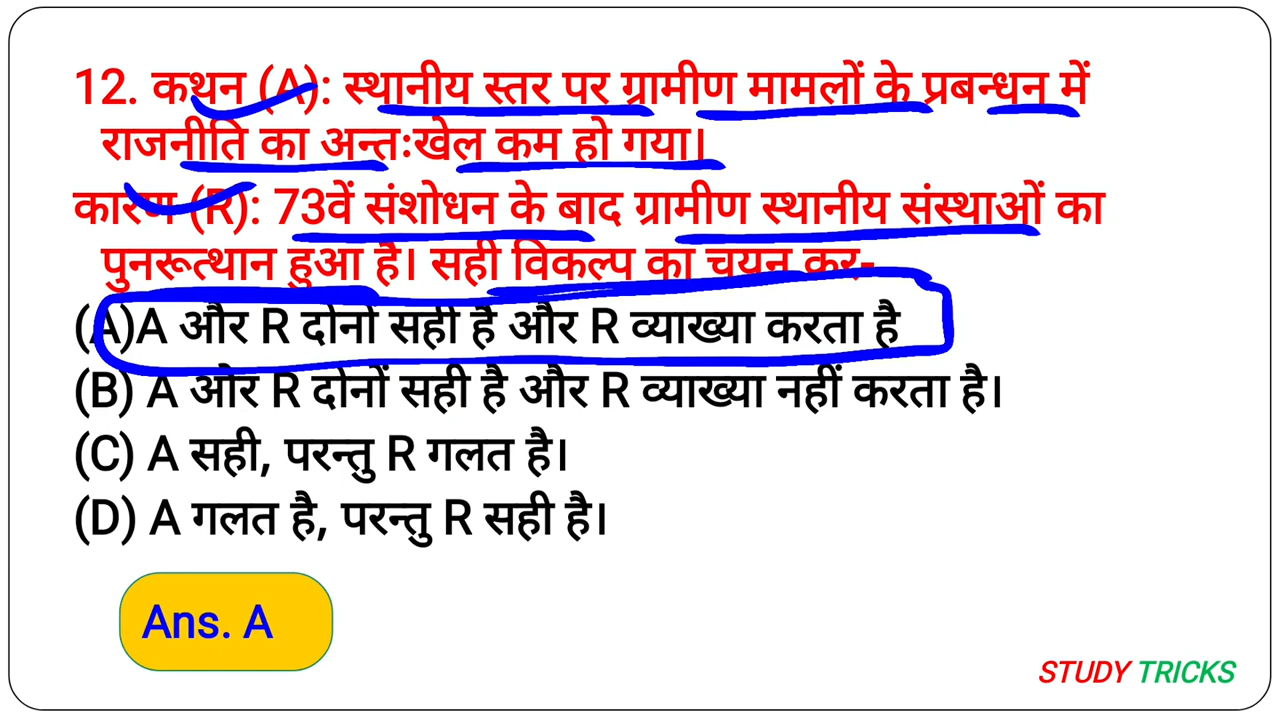 12. कथन (A): स्थानीय स्तर पर ग्रामीण मामलों के प्रबन्धन में
राजनीति का अन्तःखेल कम हो गया।
कारण (R): 73वें संशोधन के बाद ग्रामीण स्थानीय संस्थाओं का
पुनरूत्थान हुआ है। सही विकल्प का चयन करे-
(A)A और R दोनो सही है और R व्याख्या करता है
(B) A ओर R दोनों सही है और R व्याख्या नहीं करता है।
(C) A सही, परन्तु R गलत है।
(D) A गलत है, परन्तु R सही है।
Ans. A
STUDY TRICKS